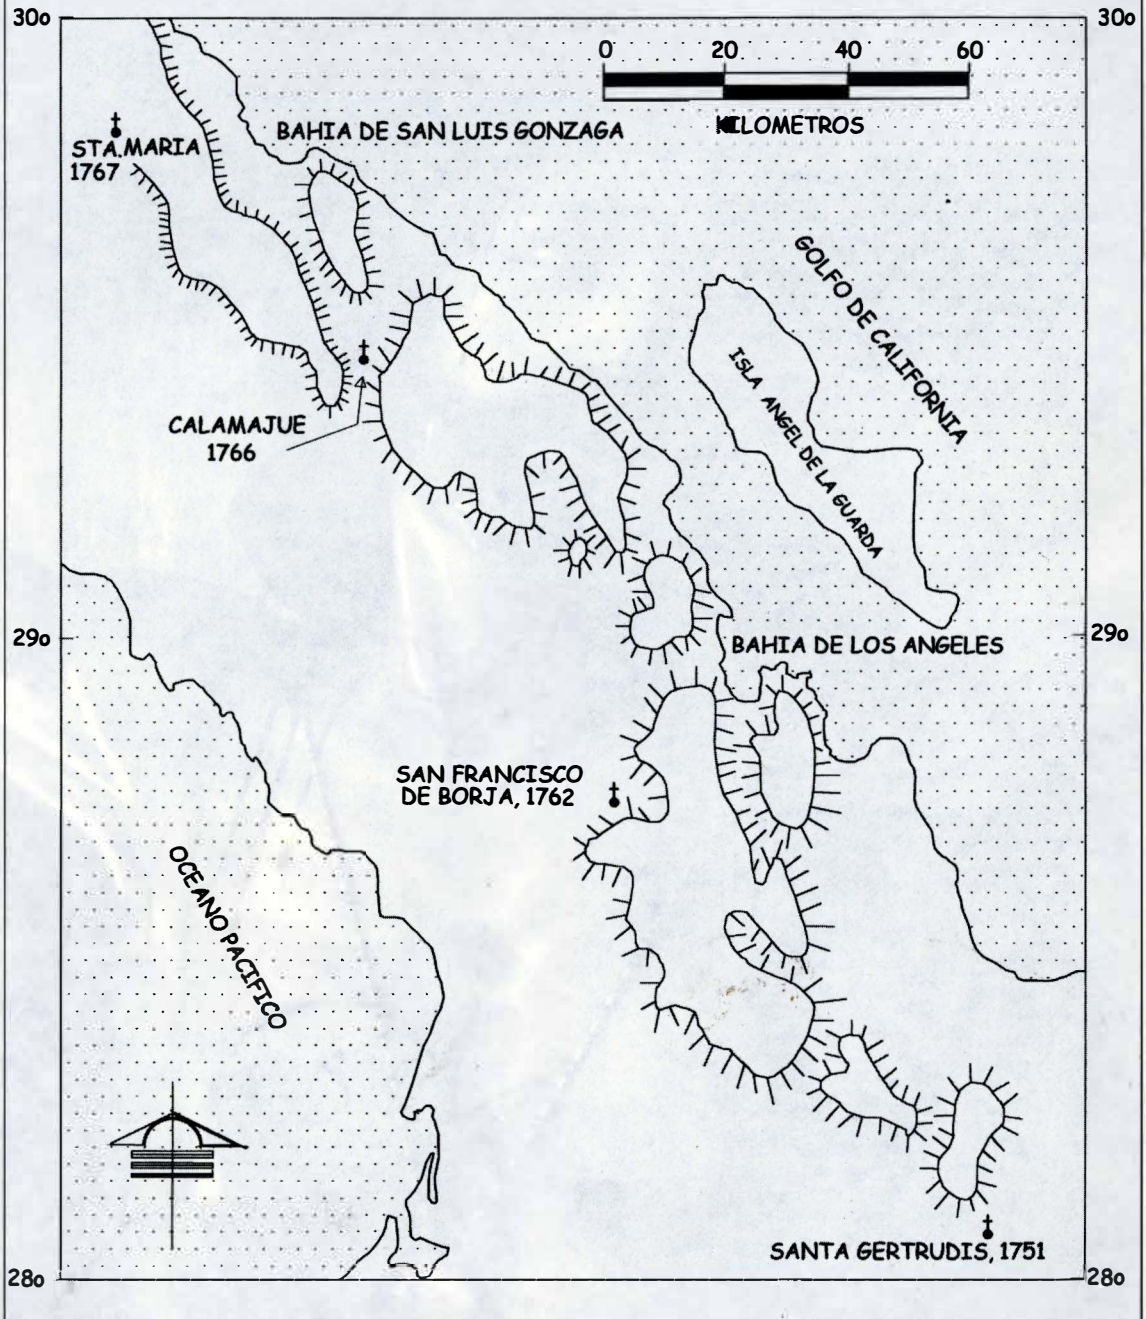 30o
30o
0 20 40 60
KILOMETROS
BAHIA DE SAN LUIS GONZAGA
STA. MARIA
1767
GOLFO DE CALIFORNIA
ISLA ANGEL DE LA GUARDA
CALAMAJUE
1766
29o
29o
BAHIA DE LOS ANGELES
SAN FRANCISCO
DE BORJA, 1762
OCEANO PACIFICO
SANTA GERTRUDIS, 1751
28o
28o